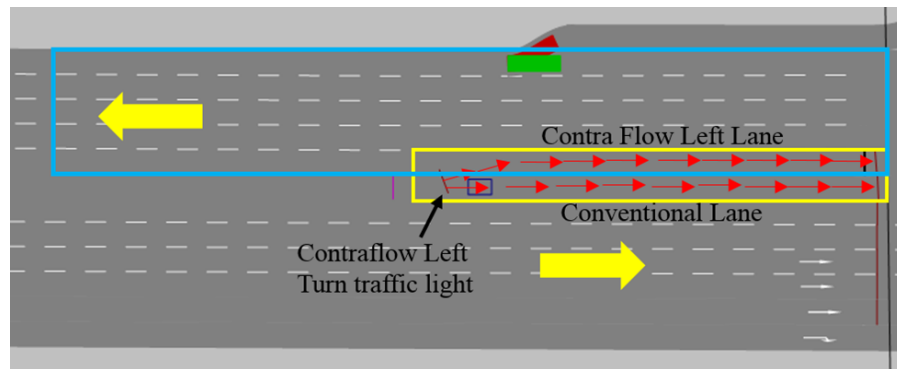 Contra Flow Left Lane
Conventional Lane
Contraflow Left
Turn traffic light